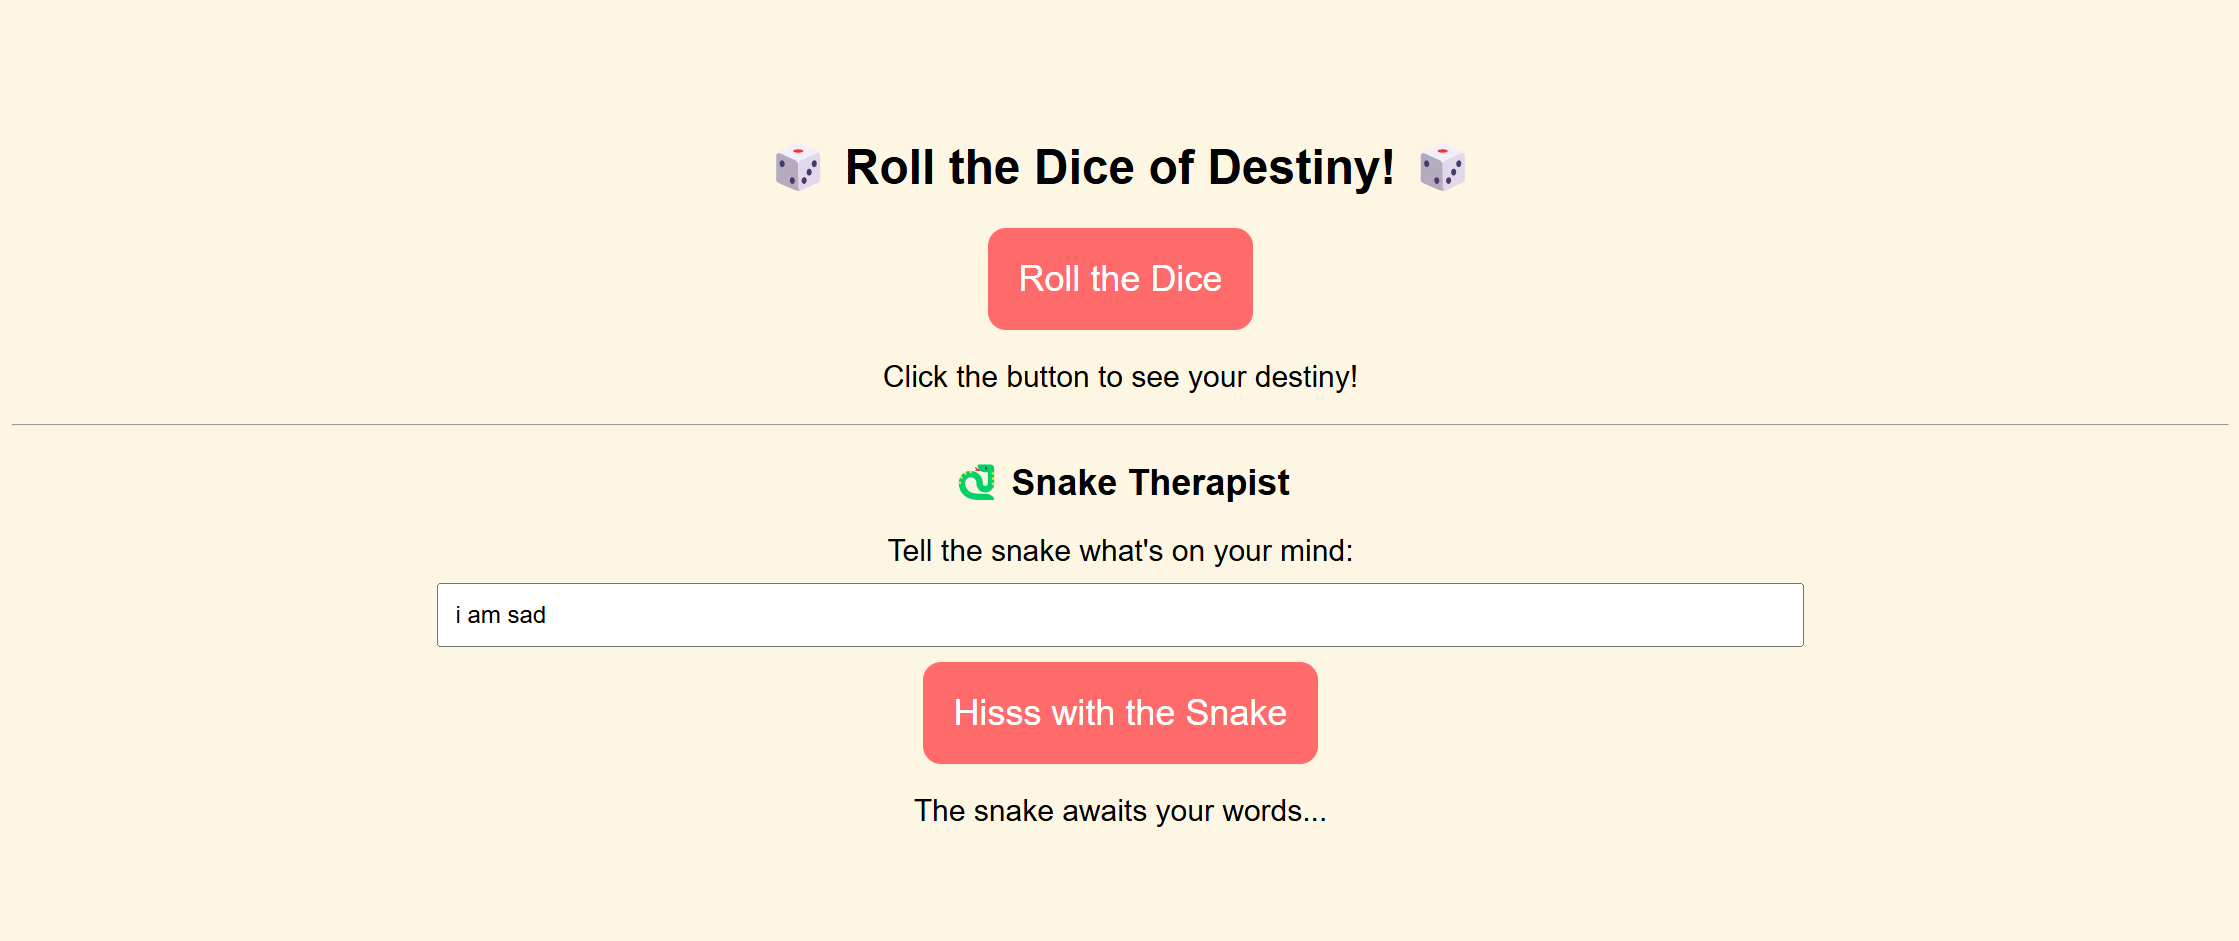 Roll the Dice of Destiny!
Roll the Dice
Click the button to see your destiny!
Snake Therapist
Tell the snake what's on your mind:
i am sad
Hisss with the Snake
The snake awaits your words...